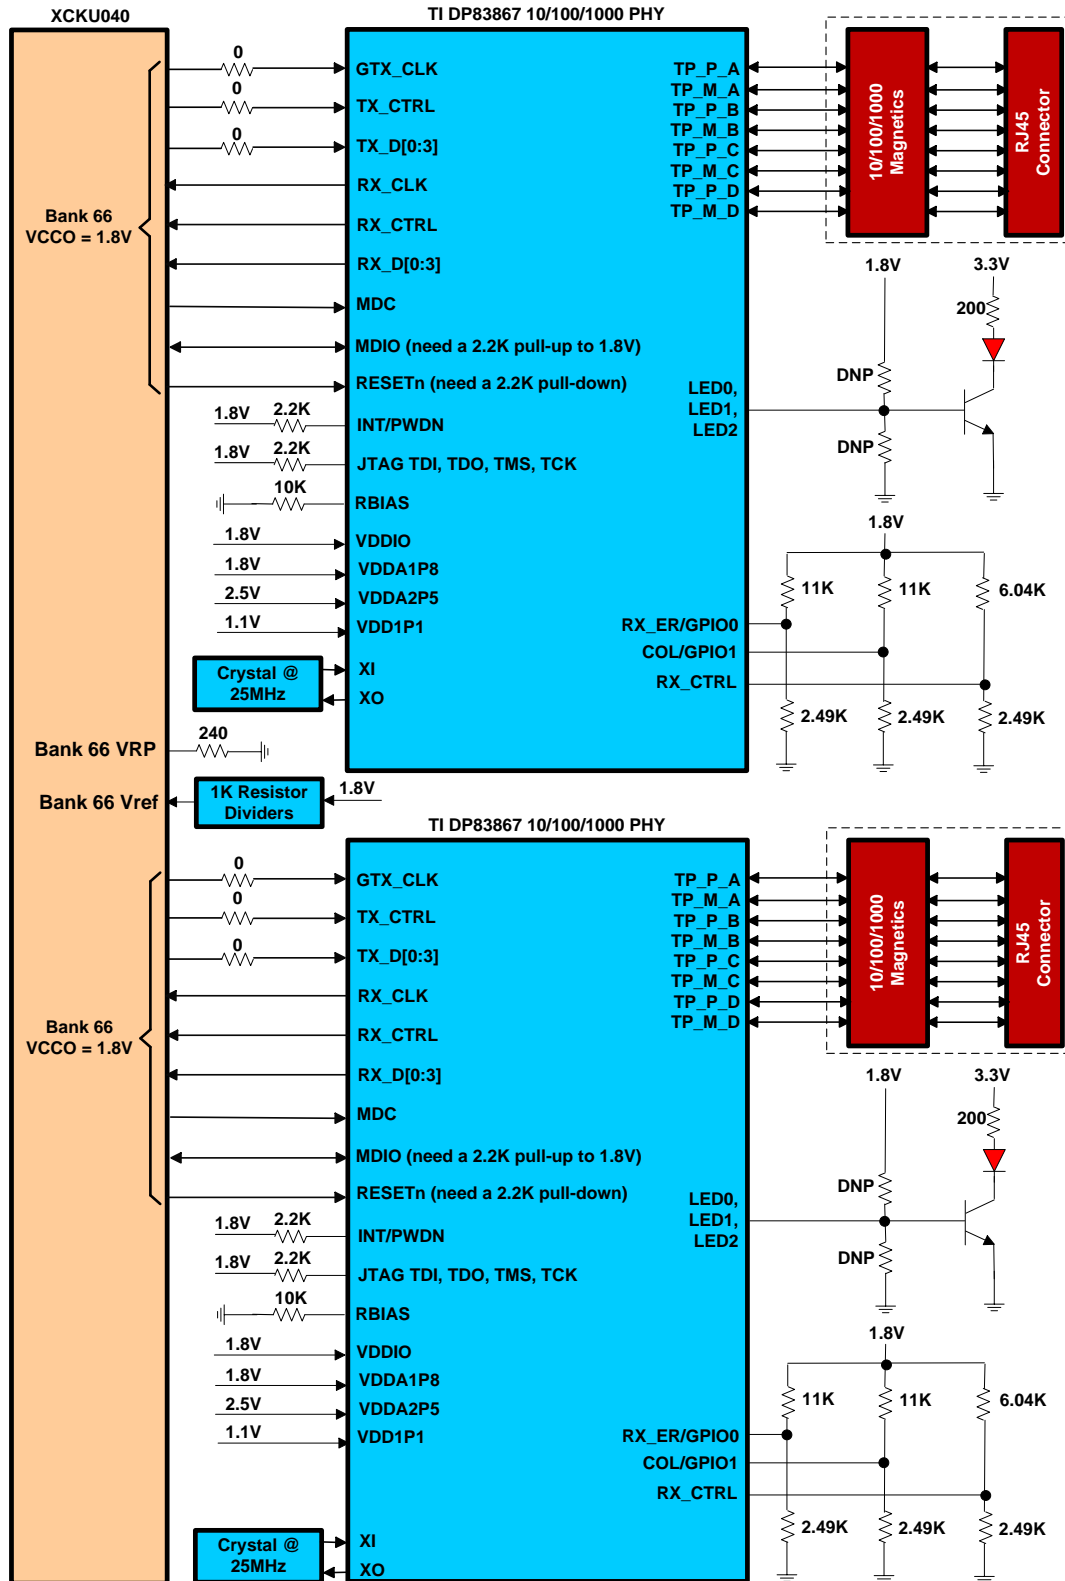 XCKU040
TI DP83867 10/100/1000 PHY
Bank 66
VCCO = 1.8V
0
0
0
GTX_CLK
TX_CTRL
TX_D[0:3]
RX_CLK
RX_CTRL
RX_D[0:3]
MDC
MDIO (need a 2.2K pull-up to 1.8V)
RESETn (need a 2.2K pull-down)
1.8V
2.2K
INT/PWDN
1.8V
2.2K
JTAG TDI, TDO, TMS, TCK
10K
RBIAS
1.8V
VDDIO
1.8V
VDDA1P8
2.5V
VDDA2P5
1.1V
VDD1P1
Crystal @
25MHz
XI
XO
TP_P_A
TP_M_A
TP_P_B
TP_M_B
TP_P_C
TP_M_C
TP_P_D
TP_M_D
10/100/1000
Magnetics
RJ45
Connector
LED0,
LED1,
LED2
1.8V
3.3V
200
DNP
DNP
1.8V
11K
11K
6.04K
RX_ER/GPIO0
COL/GPIO1
RX_CTRL
2.49K
2.49K
2.49K
Bank 66 VRP
240
Bank 66 Vref
1K Resistor
Dividers
1.8V
TI DP83867 10/100/1000 PHY
Bank 66
VCCO = 1.8V
0
0
0
GTX_CLK
TX_CTRL
TX_D[0:3]
RX_CLK
RX_CTRL
RX_D[0:3]
MDC
MDIO (need a 2.2K pull-up to 1.8V)
RESETn (need a 2.2K pull-down)
1.8V
2.2K
INT/PWDN
1.8V
2.2K
JTAG TDI, TDO, TMS, TCK
10K
RBIAS
1.8V
VDDIO
1.8V
VDDA1P8
2.5V
VDDA2P5
1.1V
VDD1P1
Crystal @
25MHz
XI
XO
TP_P_A
TP_M_A
TP_P_B
TP_M_B
TP_P_C
TP_M_C
TP_P_D
TP_M_D
10/100/1000
Magnetics
RJ45
Connector
LED0,
LED1,
LED2
1.8V
3.3V
200
DNP
DNP
1.8V
11K
11K
6.04K
RX_ER/GPIO0
COL/GPIO1
RX_CTRL
2.49K
2.49K
2.49K